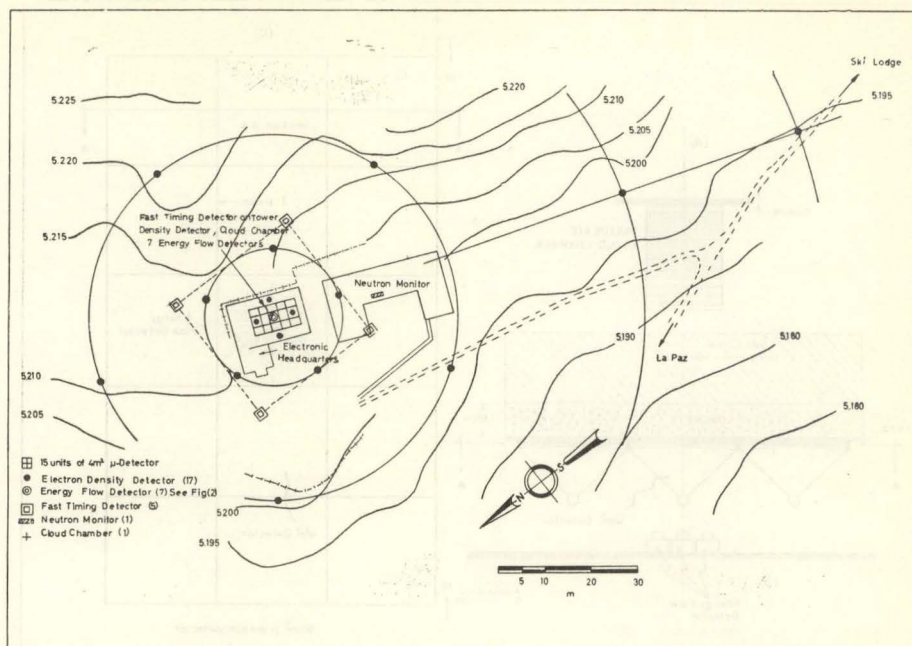 Ski Lodge
5.225
5.220
5.210
5.205
5.200
5.195
5.220
5.215
Fast Timing Detector on Tower
Density Detector, Cloud Chamber
7 Energy Flow Detectors
Neutron Monitor
Electronic
Headquarters
5.190
La Paz
5.180
5.180
5.210
5.205
15 units of 4m² μ-Detector
Electron Density Detector (17)
Energy Flow Detector (7) See Fig(2)
Fast Timing Detector (5)
Neutron Monitor (1)
Cloud Chamber (1)
5.200
5.195
N
S
5 10 20 30
m